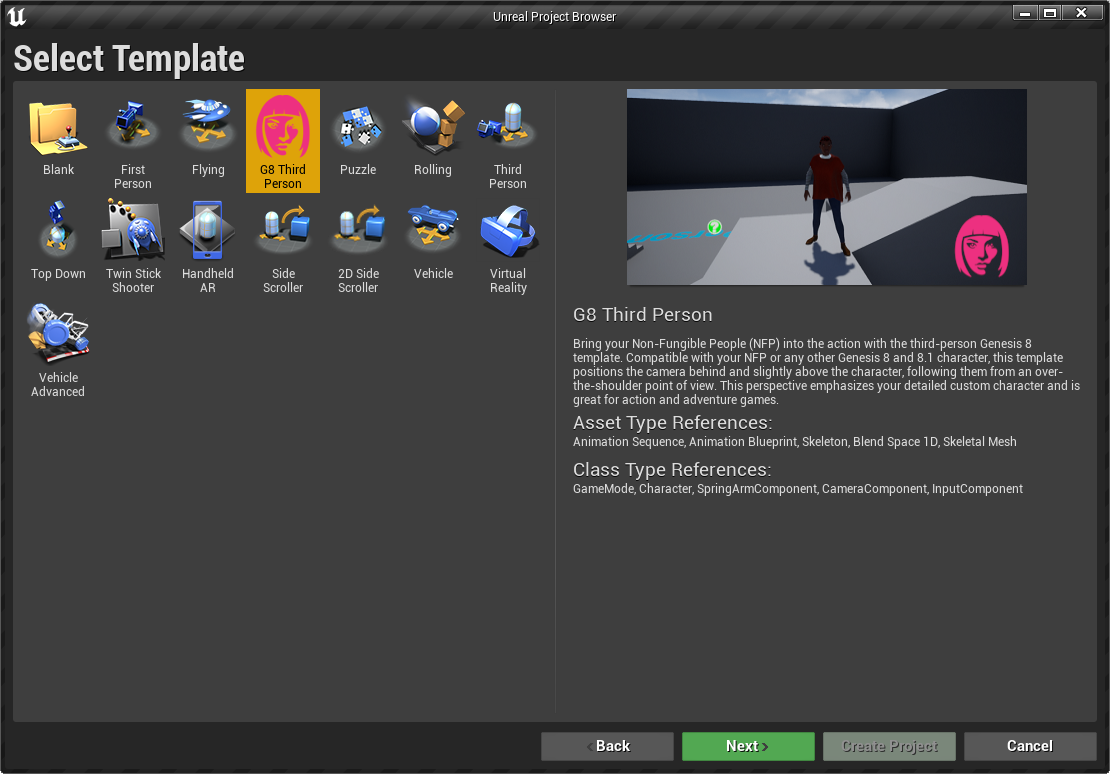 Unreal Project Browser
Select Template
Blank
First
Person
Flying
G8 Third
Person
Puzzle
Rolling
Third
Person
Top Down
Twin Stick
Shooter
Handheld
AR
Side
Scroller
2D Side
Scroller
Vehicle
Virtual
Reality
Vehicle
Advanced
G8 Third Person
Bring your Non-Fungible People (NFP) into the action with the third-person Genesis 8
template. Compatible with your NFP or any other Genesis 8 and 8.1 character, this template
positions the camera behind and slightly above the character, following them from an over-
the-shoulder point of view. This perspective emphasizes your detailed custom character and is
great for action and adventure games.
Asset Type References:
Animation Sequence, Animation Blueprint, Skeleton, Blend Space 1D, Skeletal Mesh
Class Type References:
GameMode, Character, SpringArmComponent, CameraComponent, InputComponent
< Back
Next >
Create Project
Cancel